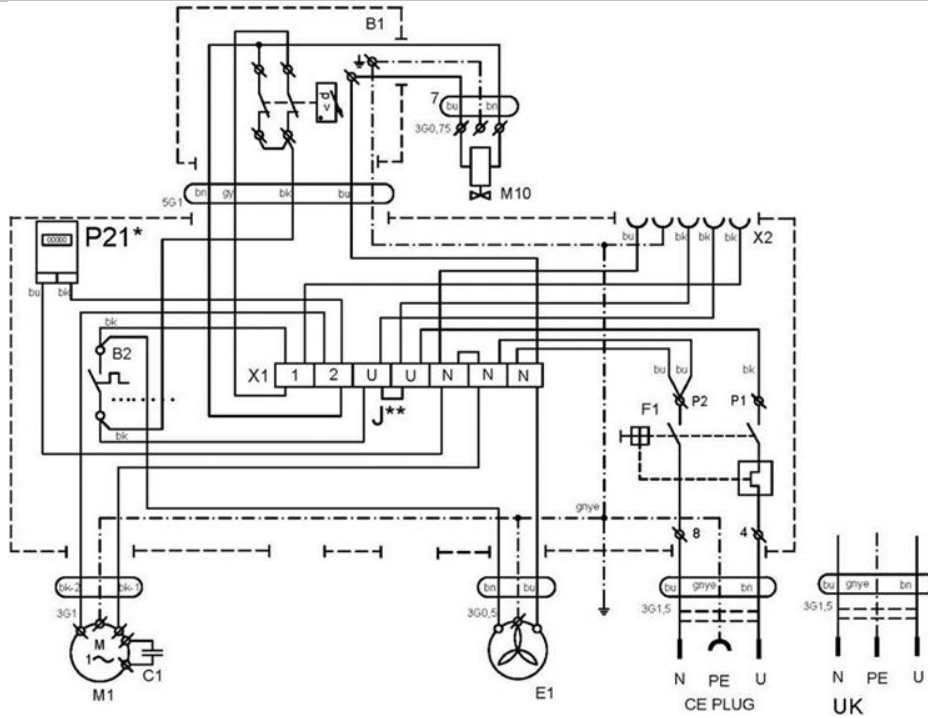 B1
d
v
7
bu bn
3G0,75
M10
bn gy bk bu
5G1
P21*
00000
bu bk
bu bk bk bk
X2
bk
B2
bk
X1 1 2 U U N N N
J**
bu bu bk
F1 P2 P1
gnye
8 4
bk-2 bk-1
3G1
M
1~
M1
C1
bn bu
3G0,5
E1
bu gnye bn
3G1,5
N PE U
CE PLUG
bu gnye bn
3G1,5
N PE U
UK